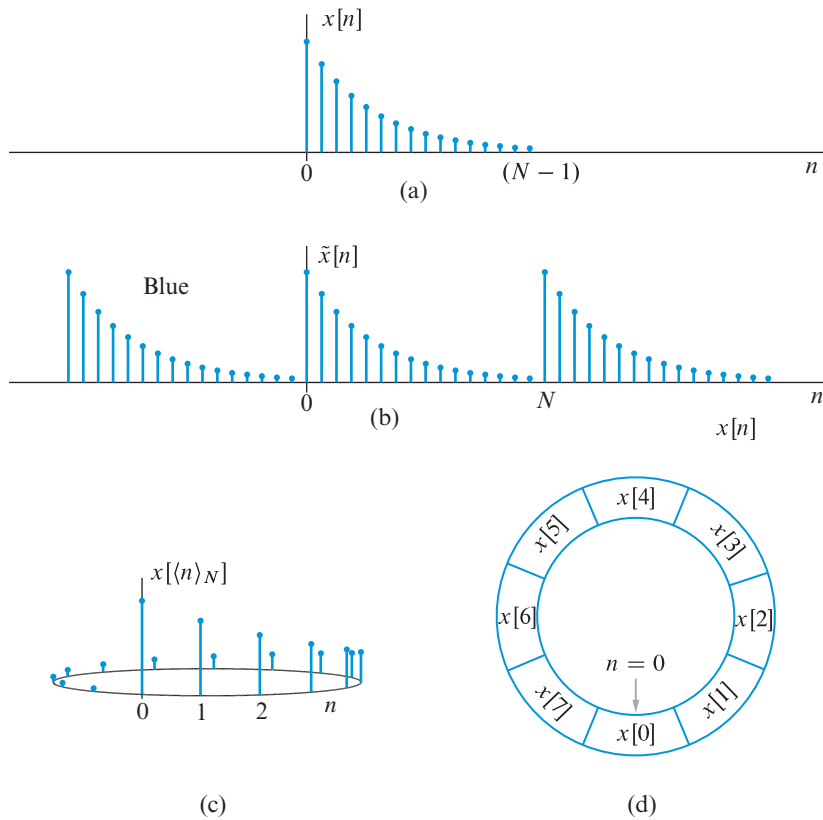 x[n]
0 (N − 1) n
(a)
x̃[n]
Blue
0 N n
(b)
x[n]
x[⟨n⟩N]
0 1 2 n
(c)
x[4]
x[5] x[3]
x[6] x[2]
n = 0
x[7] x[1]
x[0]
(d)